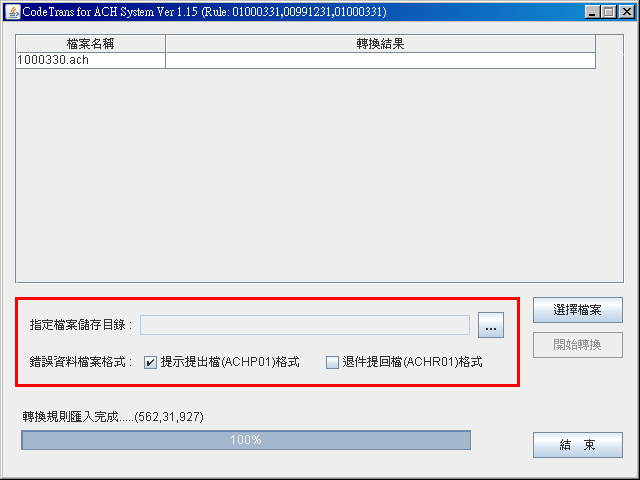 CodeTrans for ACH System Ver 1.15 (Rule: 01000331,00991231,01000331)
檔案名稱 轉換結果
1000330.ach
指定檔案儲存目錄 : ...
選擇檔案
開始轉換
錯誤資料檔案格式 : 提示提出檔(ACHP01)格式 退件提回檔(ACHR01)格式
轉換規則匯入完成.....(562,31,927)
100%
結 束